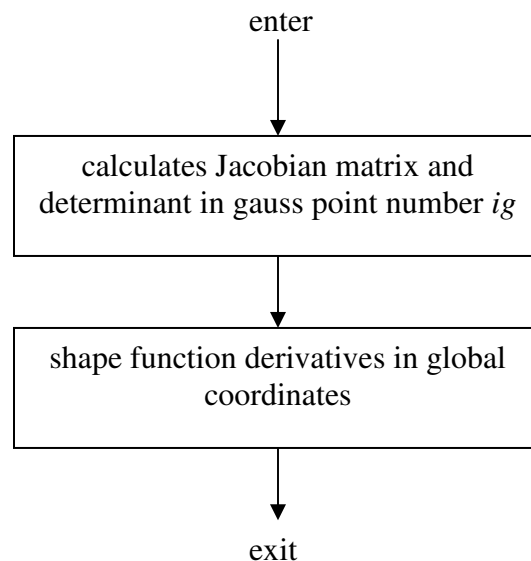 enter
calculates Jacobian matrix and
determinant in gauss point number ig
shape function derivatives in global
coordinates
exit